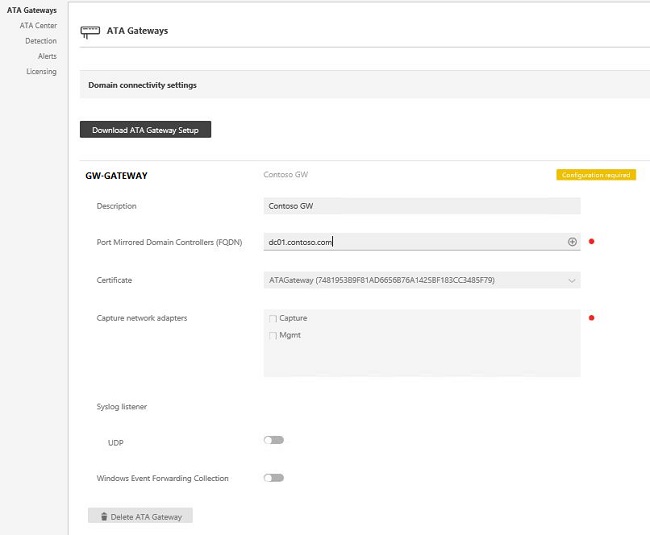 ATA Gateways
ATA Center
Detection
Alerts
Licensing
ATA Gateways
Domain connectivity settings
Download ATA Gateway Setup
GW-GATEWAY
Contoso GW
Configuration required
Description
Contoso GW
Port Mirrored Domain Controllers (FQDN)
dc01.contoso.com
Certificate
ATAGateway (7481953B9F81AD6656B76A1425BF183CC3485F79)
Capture network adapters
Capture
Mgmt
Syslog listener
UDP
Windows Event Forwarding Collection
Delete ATA Gateway